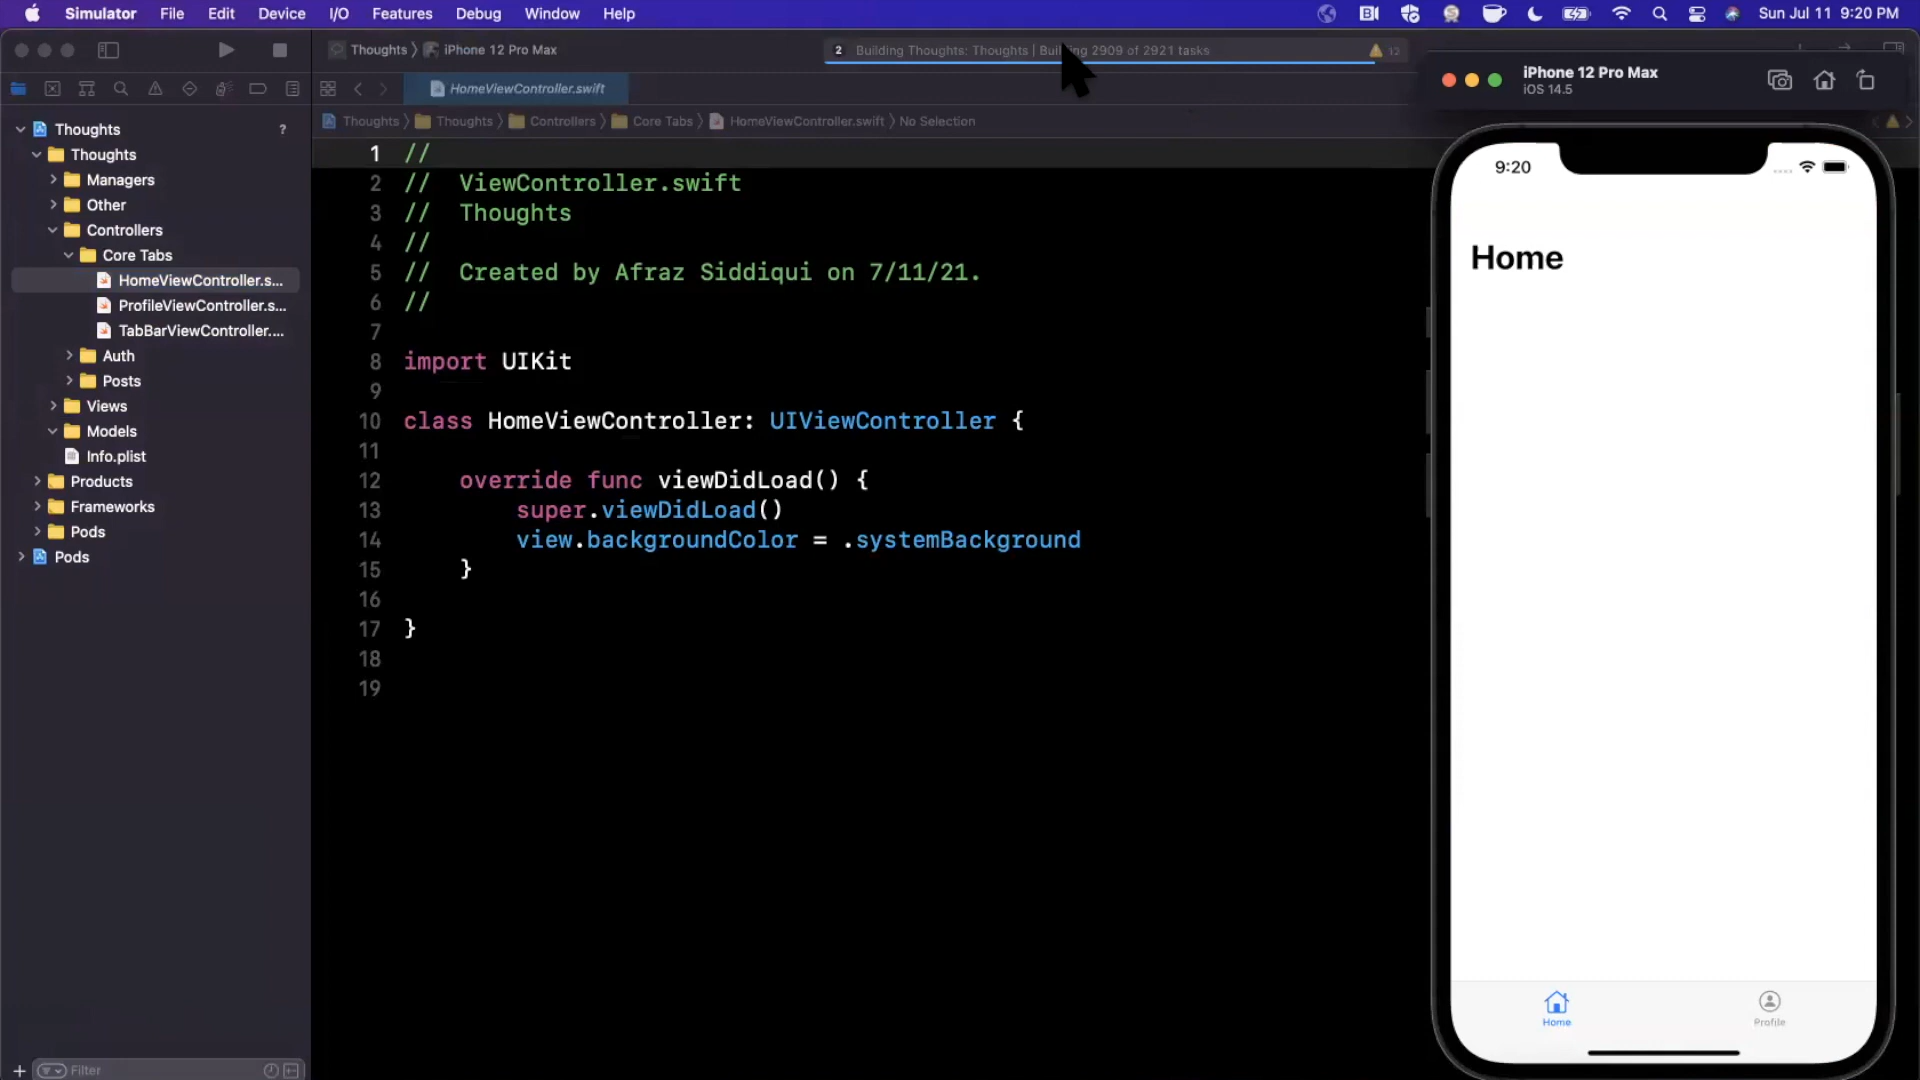 Simulator File Edit Device I/O Features Debug Window Help
Sun Jul 11 9:20 PM
Thoughts
iPhone 12 Pro Max
2 Building Thoughts: Thoughts | Building 2909 of 2921 tasks
12
HomeViewController.swift
Thoughts
Thoughts
Controllers
Core Tabs
HomeViewController.swift
No Selection
Thoughts ?
Thoughts
Managers
Other
Controllers
Core Tabs
HomeViewController.s...
ProfileViewController.s...
TabBarViewController....
Auth
Posts
Views
Models
Info.plist
Products
Frameworks
Pods
Pods
Filter
1 //
2 // ViewController.swift
3 // Thoughts
4 //
5 // Created by Afraz Siddiqui on 7/11/21.
6 //
7
8 import UIKit
9
10 class HomeViewController: UIViewController {
11
12 override func viewDidLoad() {
13 super.viewDidLoad()
14 view.backgroundColor = .systemBackground
15 }
16
17 }
18
19
iPhone 12 Pro Max
iOS 14.5
9:20
Home
Home
Profile